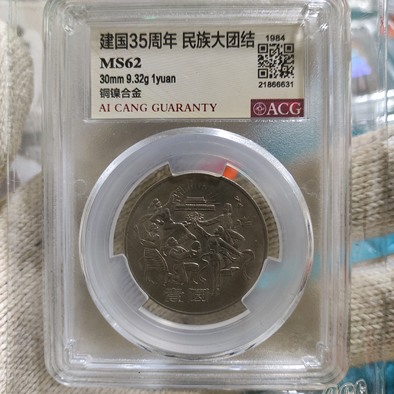 建国35周年 民族大团结
1984
MS62
30mm 9.32g 1yuan
21866631
铜镍合金
AI CANG GUARANTY
ACG
壹圆